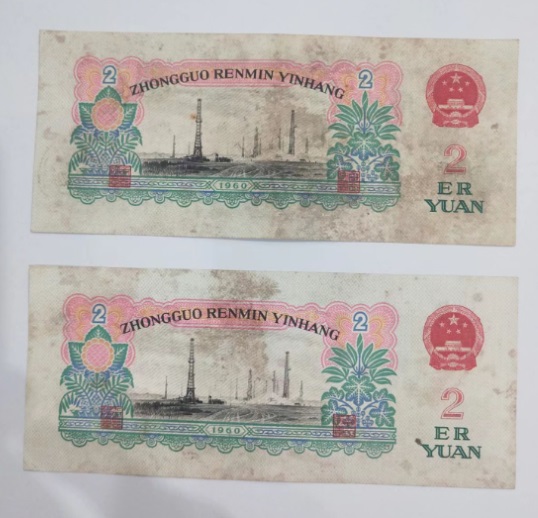 2 2
ZHONGGUO RENMIN YINHANG
2
ER
YUAN
1960
2 2
ZHONGGUO RENMIN YINHANG
2
ER
YUAN
1960